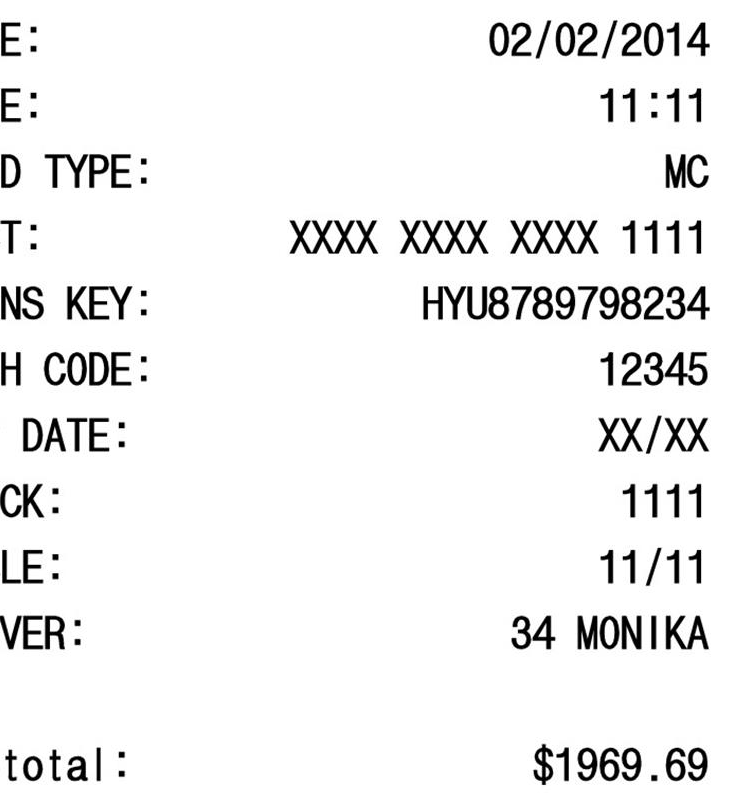 E: 02/02/2014
E: 11:11
D TYPE: MC
T: XXXX XXXX XXXX 1111
NS KEY: HYU8789798234
H CODE: 12345
DATE: XX/XX
CK: 1111
LE: 11/11
VER: 34 MONIKA
total: $1969.69